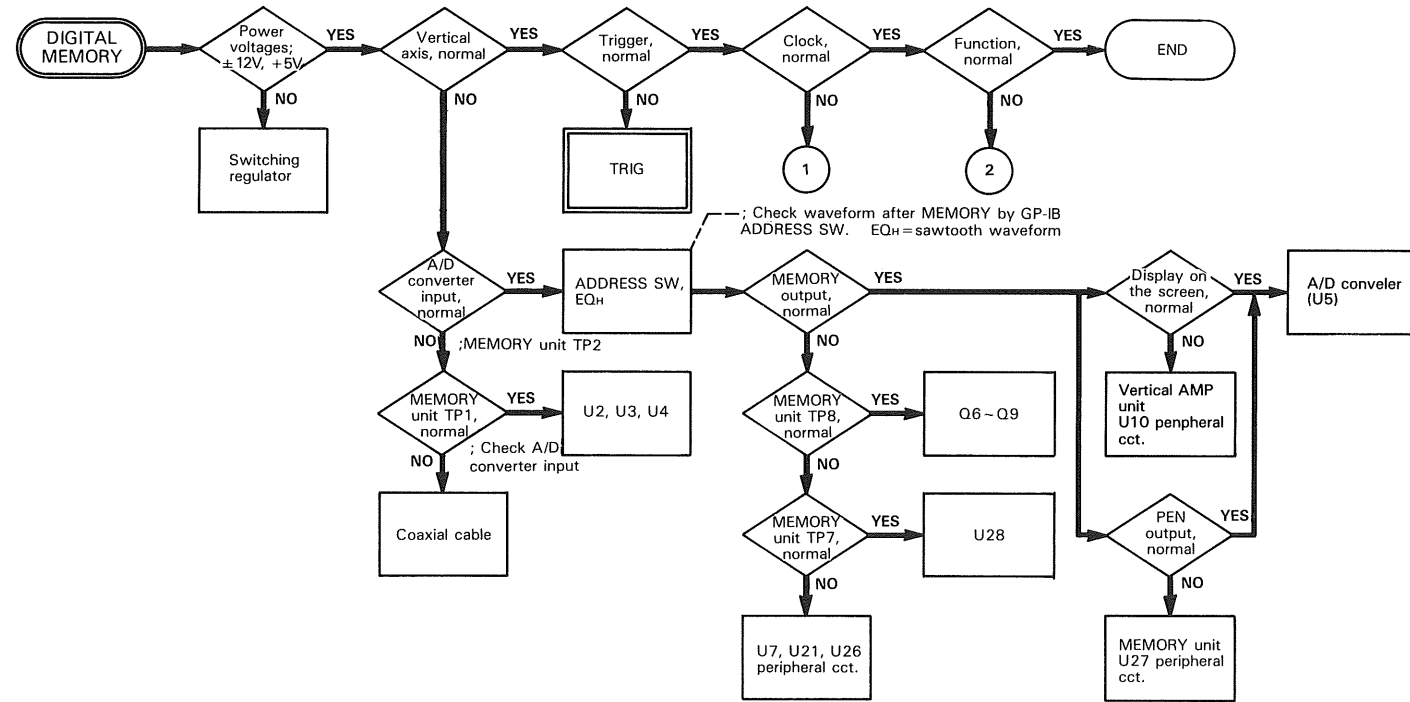 DIGITAL
MEMORY
Power
voltages;
±12V, +5V
YES
NO
Switching
regulator
Vertical
axis, normal
YES
NO
Trigger,
normal
YES
NO
TRIG
Clock,
normal
YES
NO
1
Function,
normal
YES
NO
2
END
; Check waveform after MEMORY by GP-IB
ADDRESS SW. EQH=sawtooth waveform
A/D
converter
input,
normal
YES
NO
;MEMORY unit TP2
ADDRESS SW,
EQH
MEMORY
output,
normal
YES
NO
Display on
the screen,
normal
YES
NO
A/D conveler
(U5)
MEMORY
unit TP1,
normal
YES
NO
; Check A/D
converter input
U2, U3, U4
MEMORY
unit TP8,
normal
YES
NO
Q6~Q9
Vertical AMP
unit
U10 penpheral
cct.
Coaxial cable
MEMORY
unit TP7,
normal
YES
NO
U28
PEN
output,
normal
YES
NO
U7, U21, U26
peripheral cct.
MEMORY unit
U27 peripheral
cct.